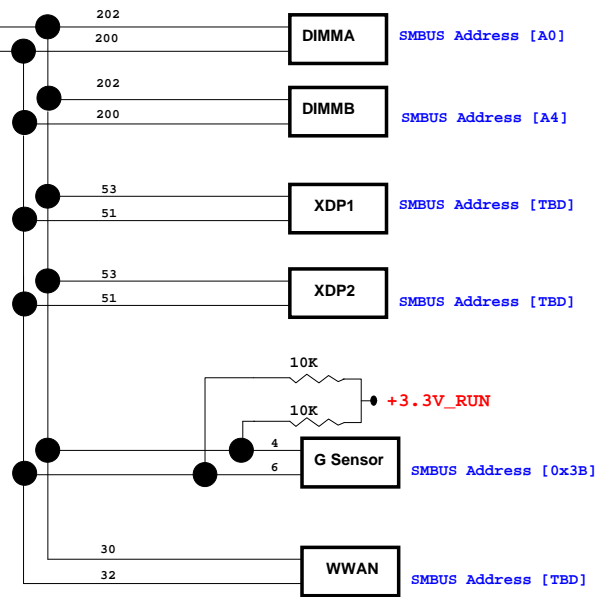 202
200
DIMMA
SMBUS Address [A0]
202
200
DIMMB
SMBUS Address [A4]
53
51
XDP1
SMBUS Address [TBD]
53
51
XDP2
SMBUS Address [TBD]
10K
+3.3V_RUN
10K
4
6
G Sensor
SMBUS Address [0x3B]
30
32
WWAN
SMBUS Address [TBD]